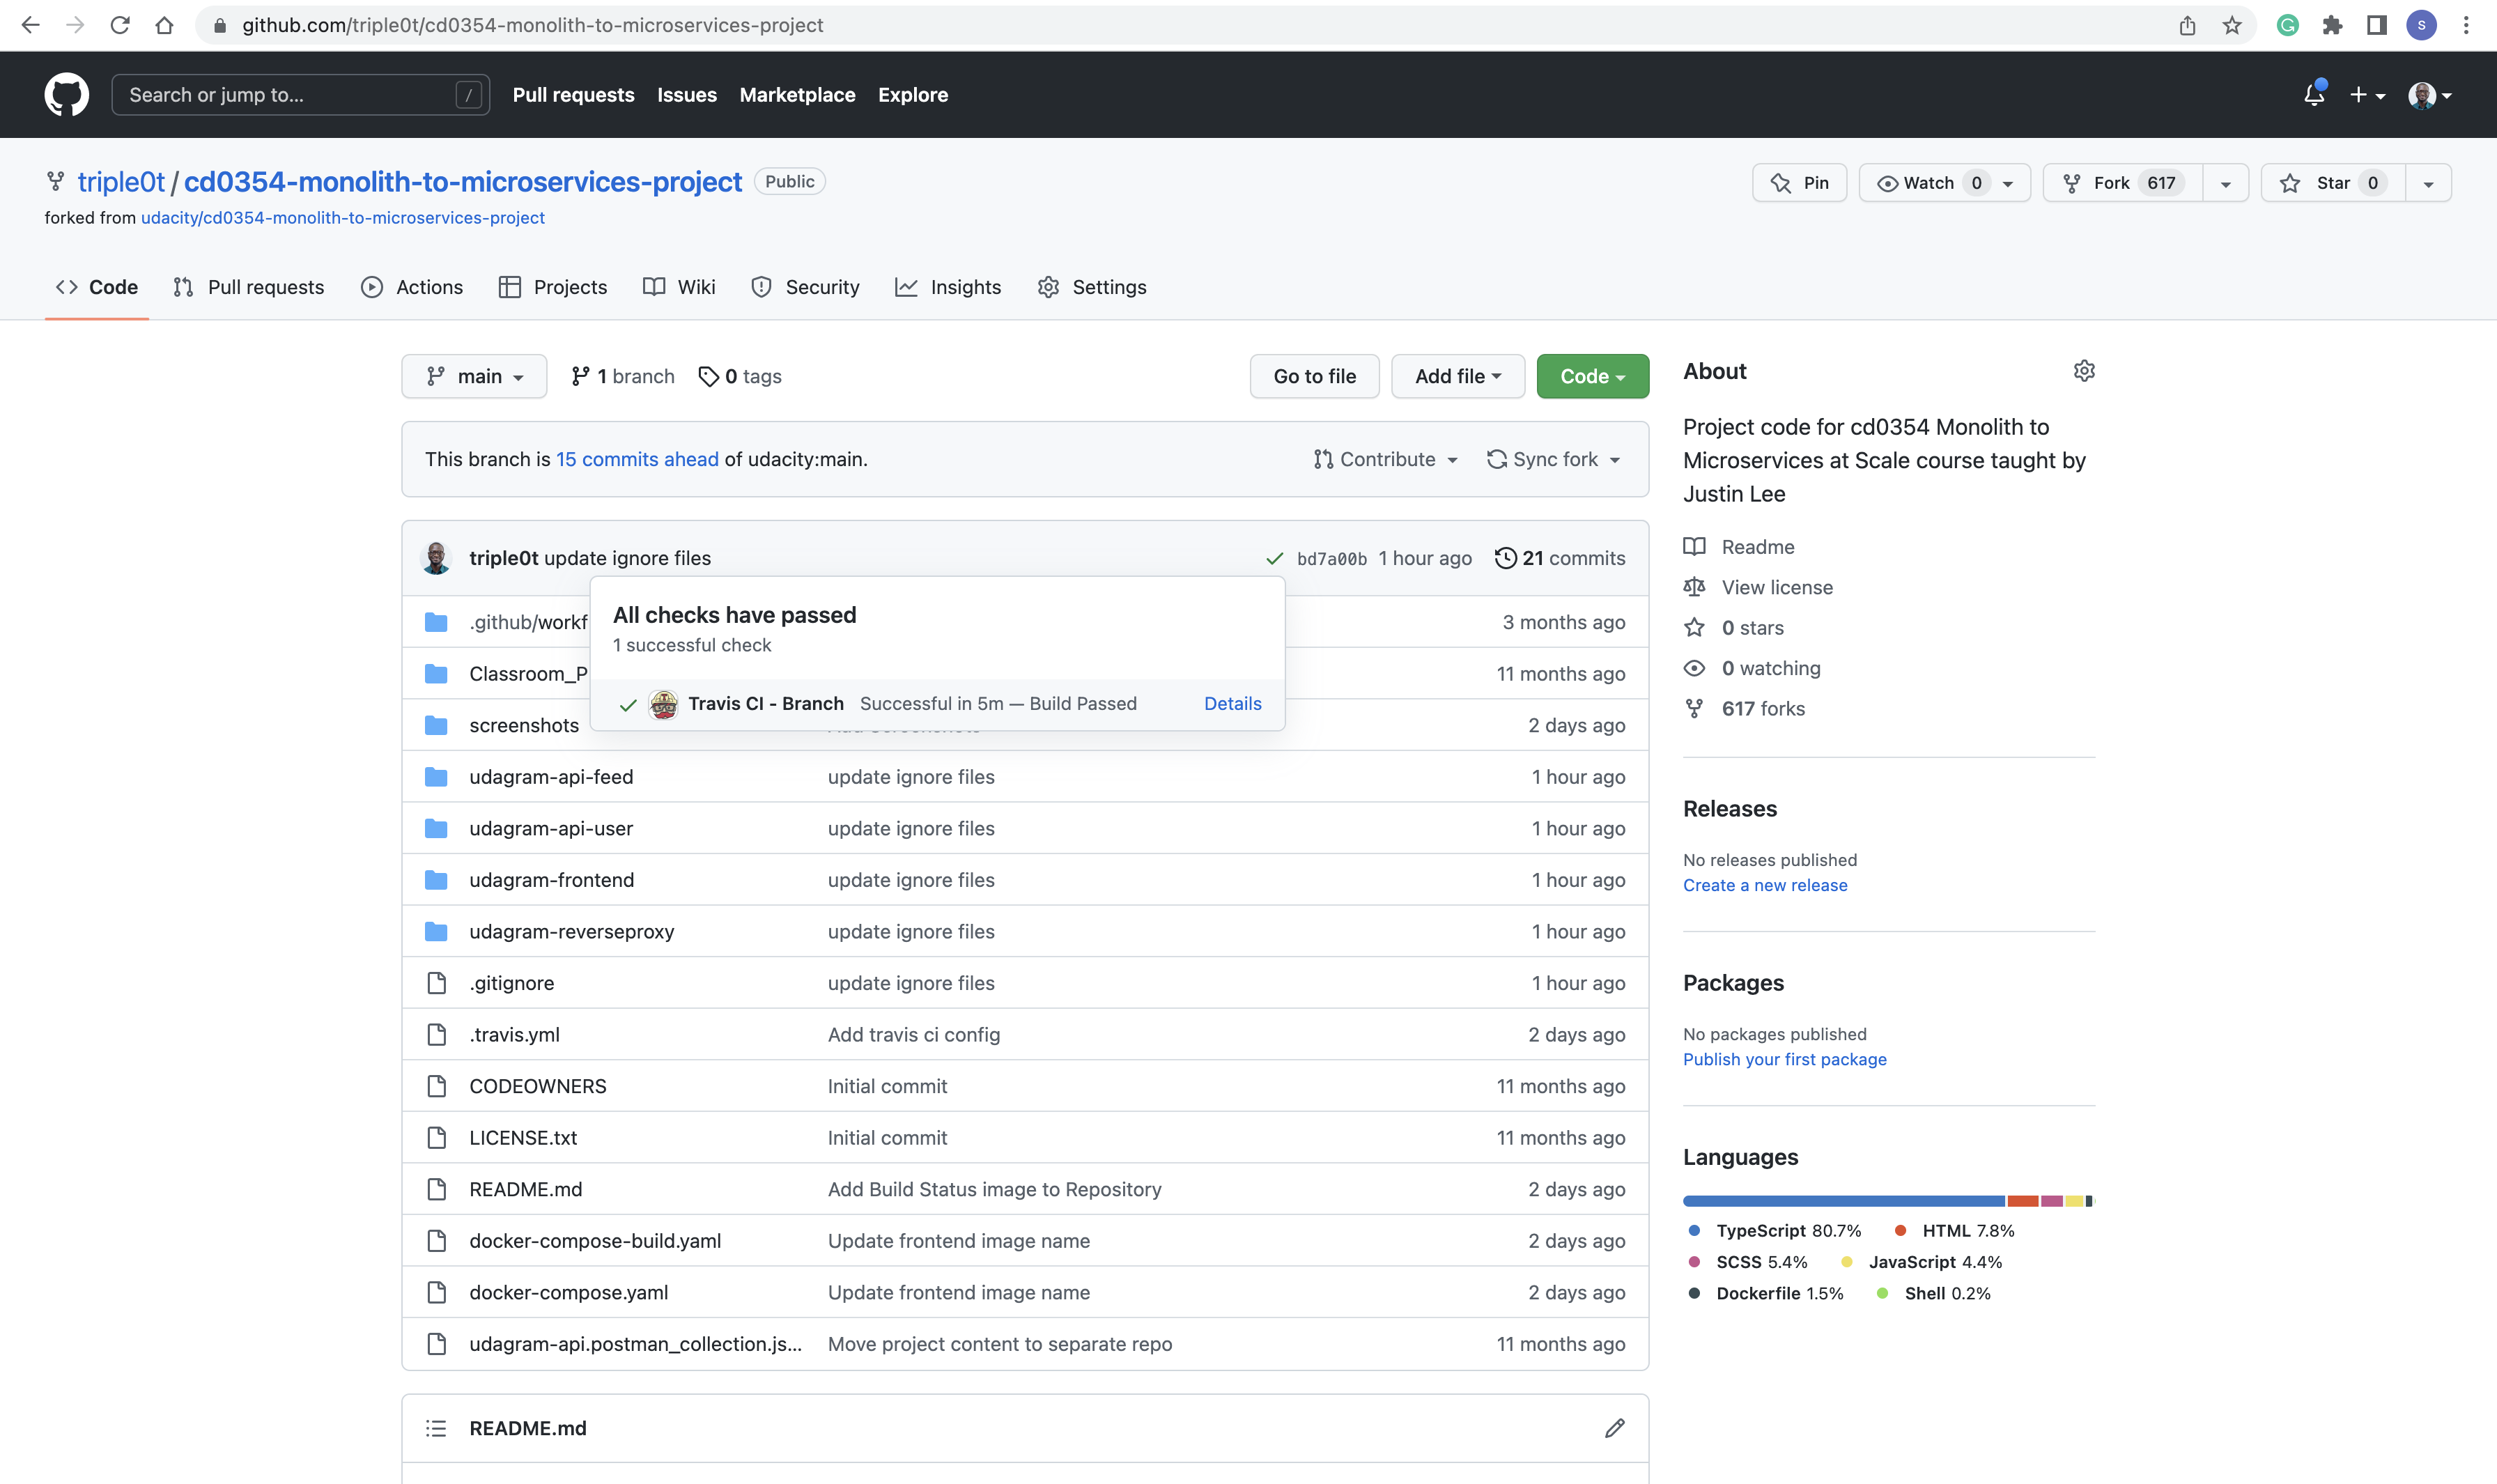 github.com/triple0t/cd0354-monolith-to-microservices-project
S
Search or jump to... /
Pull requests Issues Marketplace Explore
triple0t / cd0354-monolith-to-microservices-project Public
Pin Watch 0 Fork 617 Star 0
forked from udacity/cd0354-monolith-to-microservices-project
Code Pull requests Actions Projects Wiki Security Insights Settings
main 1 branch 0 tags Go to file Add file Code
This branch is 15 commits ahead of udacity:main. Contribute Sync fork
triple0t update ignore files bd7a00b 1 hour ago 21 commits
All checks have passed
1 successful check
Travis CI - Branch Successful in 5m — Build Passed Details
.github/workf 3 months ago
Classroom_P 11 months ago
screenshots Add Screenshots 2 days ago
udagram-api-feed update ignore files 1 hour ago
udagram-api-user update ignore files 1 hour ago
udagram-frontend update ignore files 1 hour ago
udagram-reverseproxy update ignore files 1 hour ago
.gitignore update ignore files 1 hour ago
.travis.yml Add travis ci config 2 days ago
CODEOWNERS Initial commit 11 months ago
LICENSE.txt Initial commit 11 months ago
README.md Add Build Status image to Repository 2 days ago
docker-compose-build.yaml Update frontend image name 2 days ago
docker-compose.yaml Update frontend image name 2 days ago
udagram-api.postman_collection.js... Move project content to separate repo 11 months ago
README.md
About
Project code for cd0354 Monolith to
Microservices at Scale course taught by
Justin Lee
Readme
View license
0 stars
0 watching
617 forks
Releases
No releases published
Create a new release
Packages
No packages published
Publish your first package
Languages
TypeScript 80.7% HTML 7.8%
SCSS 5.4% JavaScript 4.4%
Dockerfile 1.5% Shell 0.2%